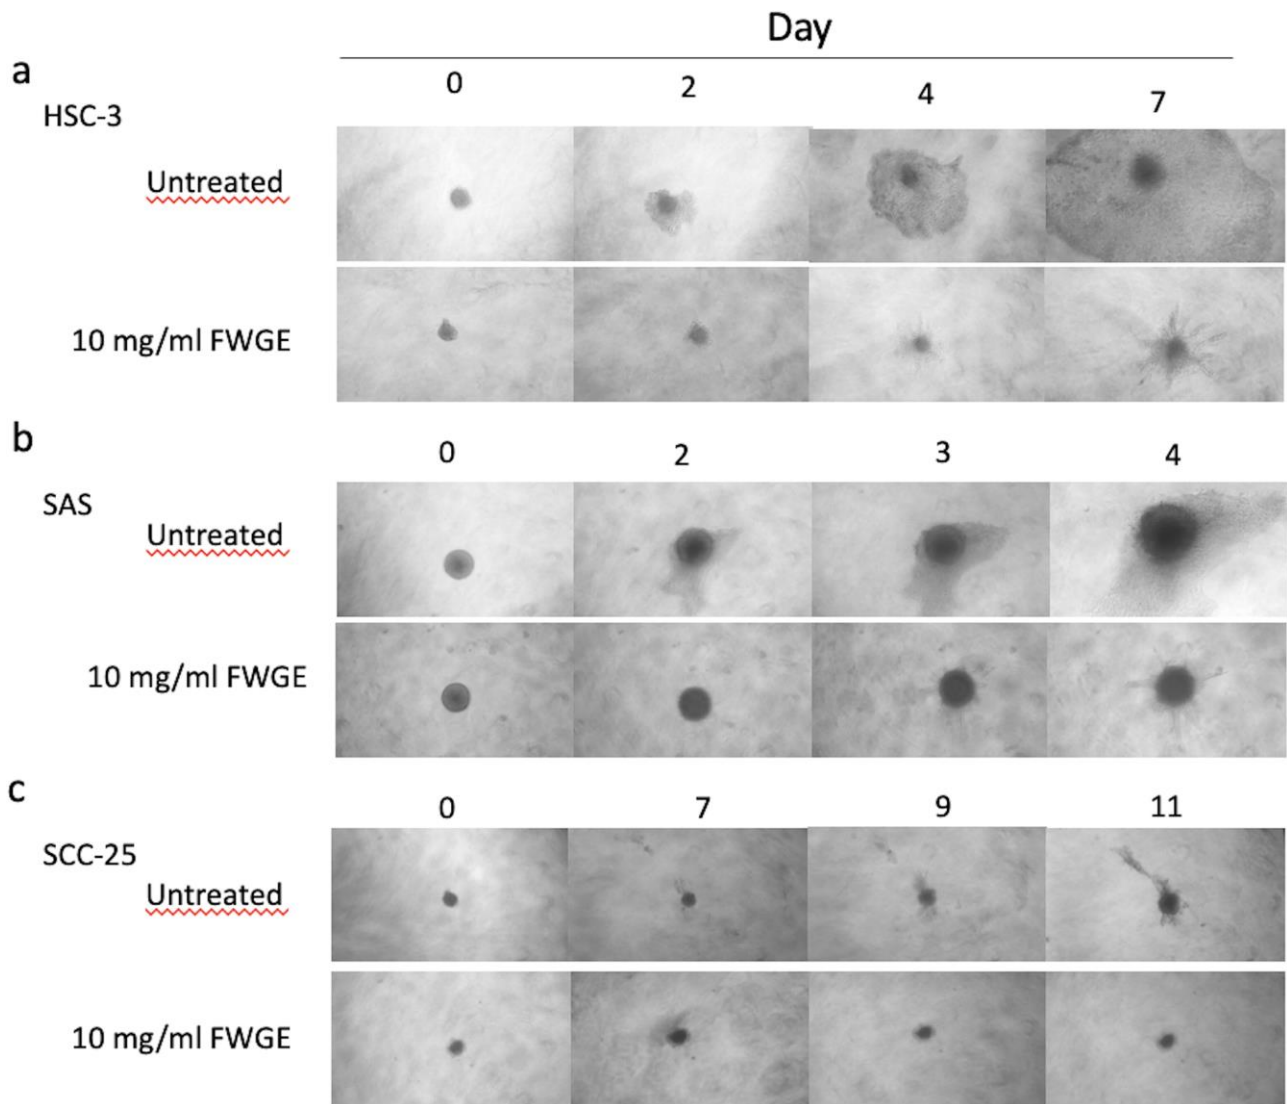 Day
a
0 2 4 7
HSC-3
Untreated
10 mg/ml FWGE
b
0 2 3 4
SAS
Untreated
10 mg/ml FWGE
c
0 7 9 11
SCC-25
Untreated
10 mg/ml FWGE